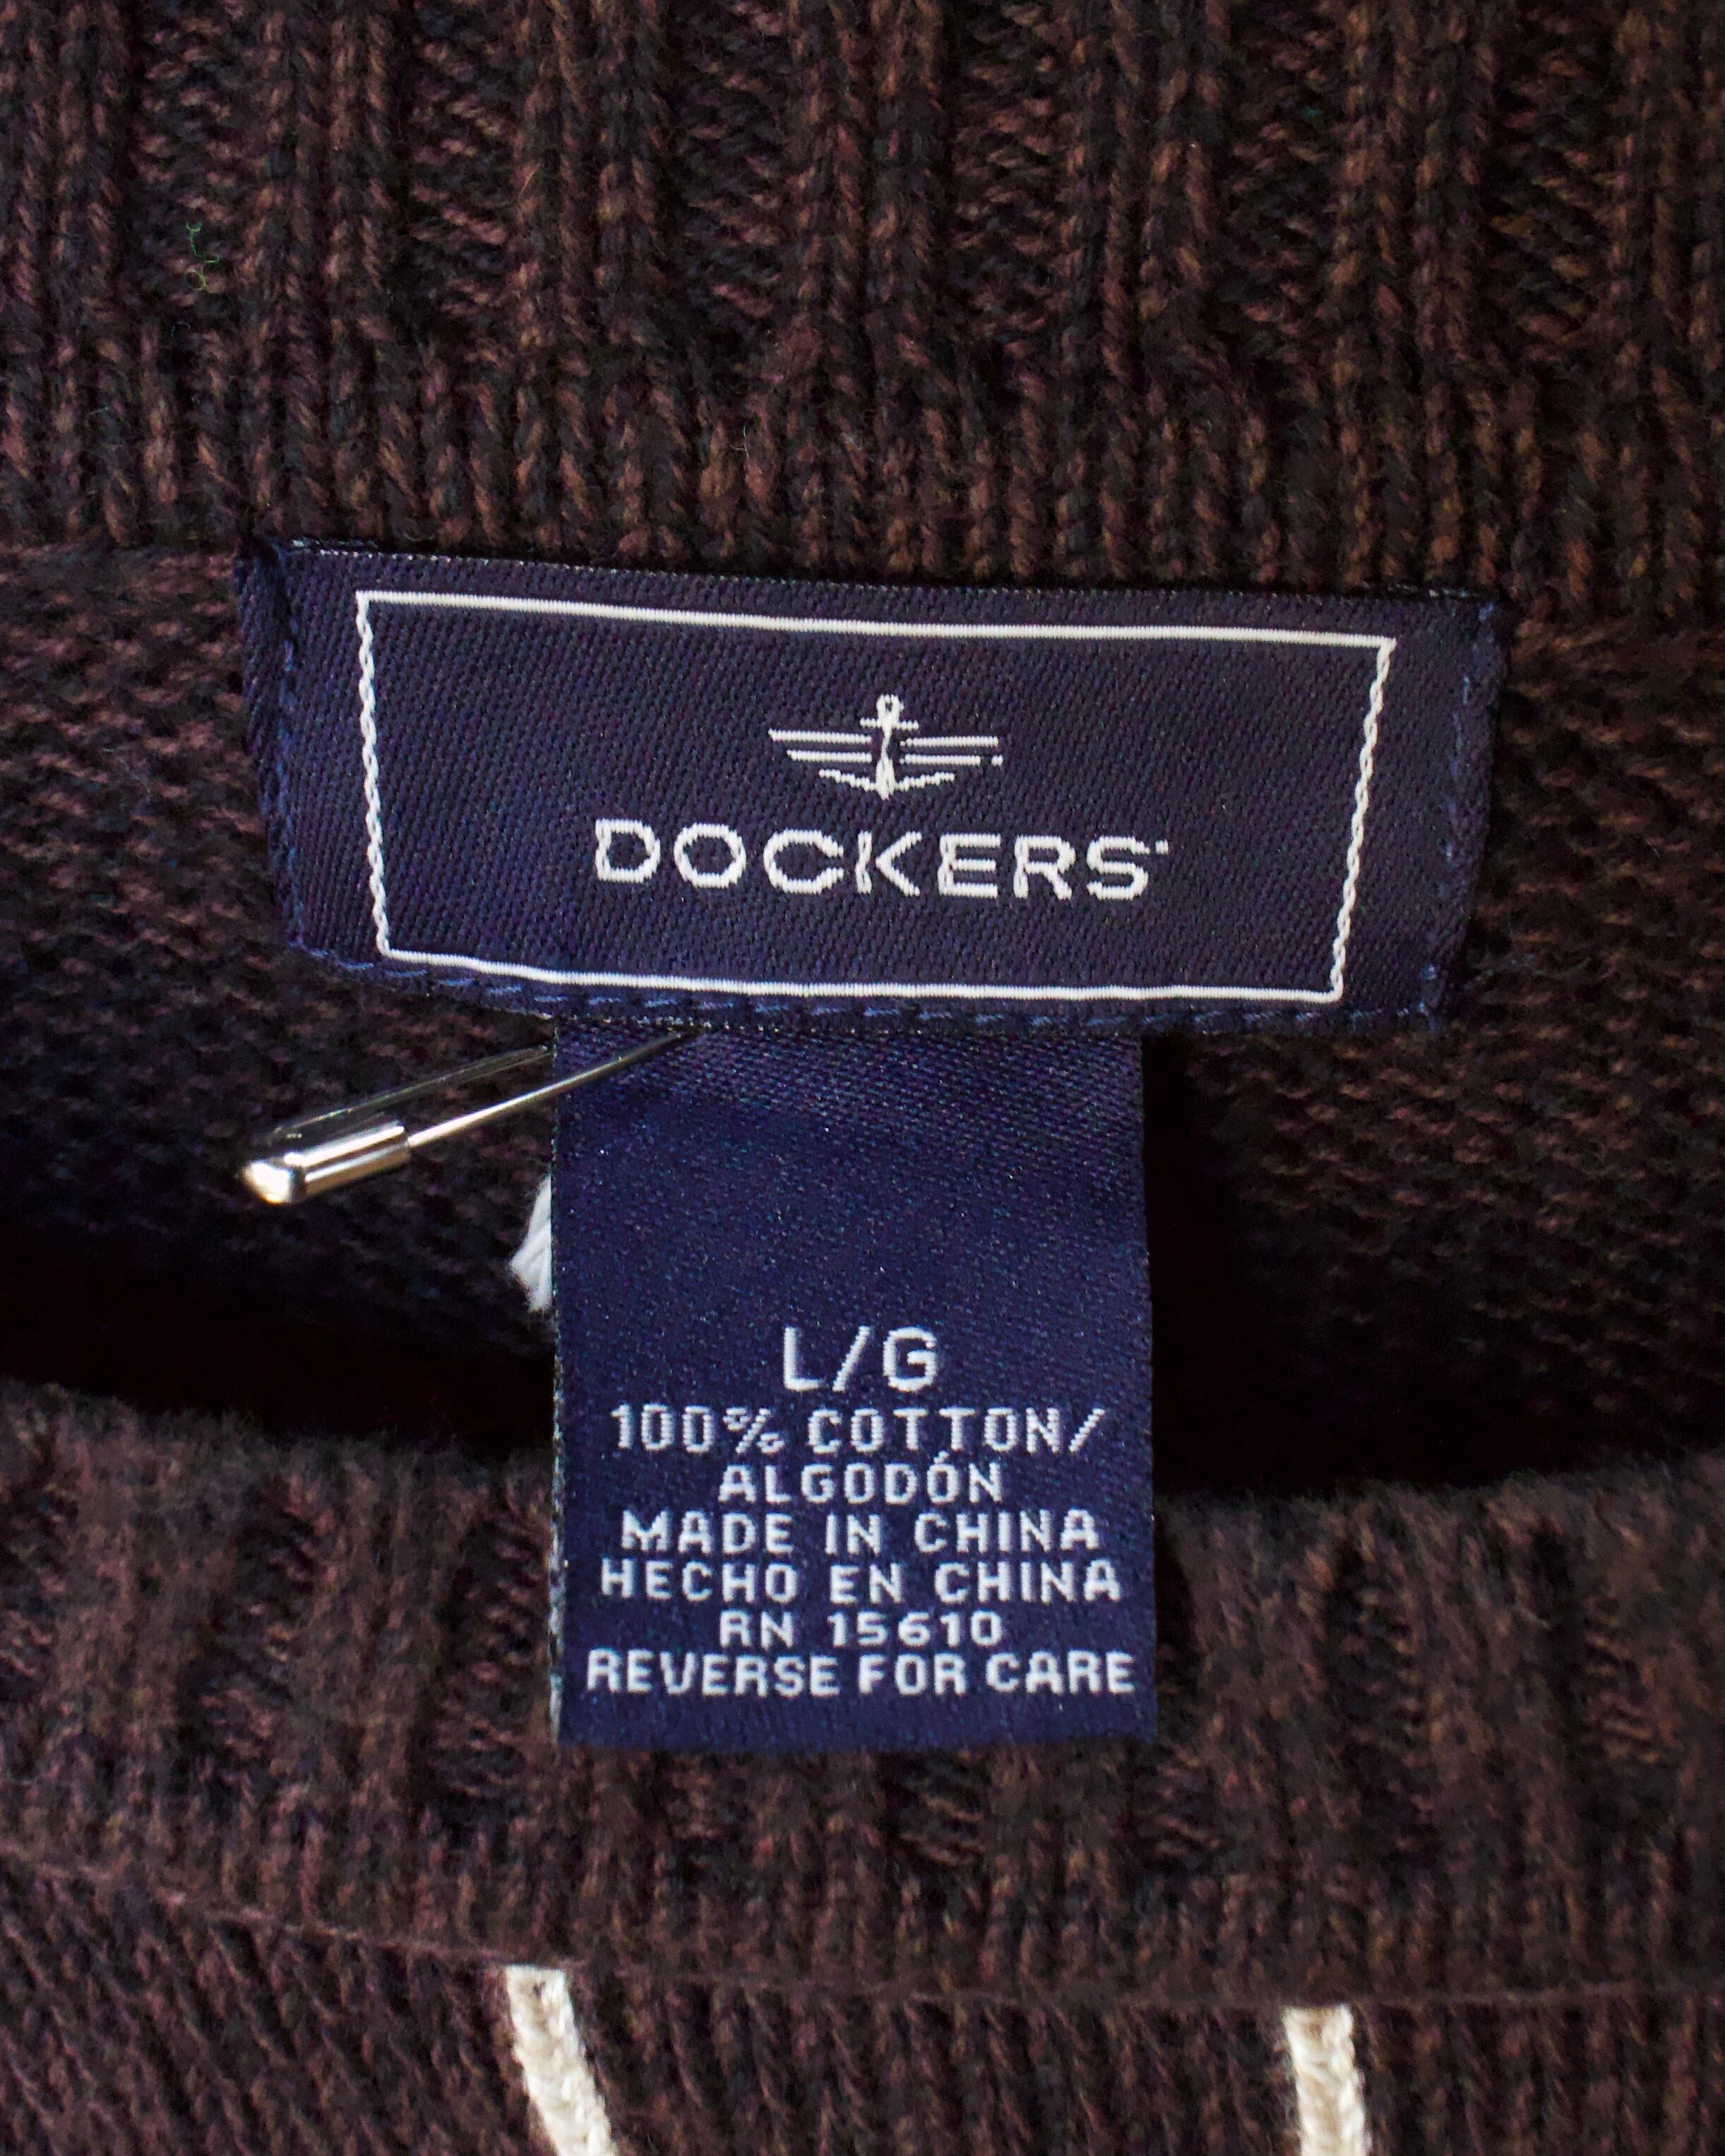 DOCKERS
L/G
100% COTTON/
ALGODÓN
MADE IN CHINA
HECHO EN CHINA
RN 15610
REVERSE FOR CARE